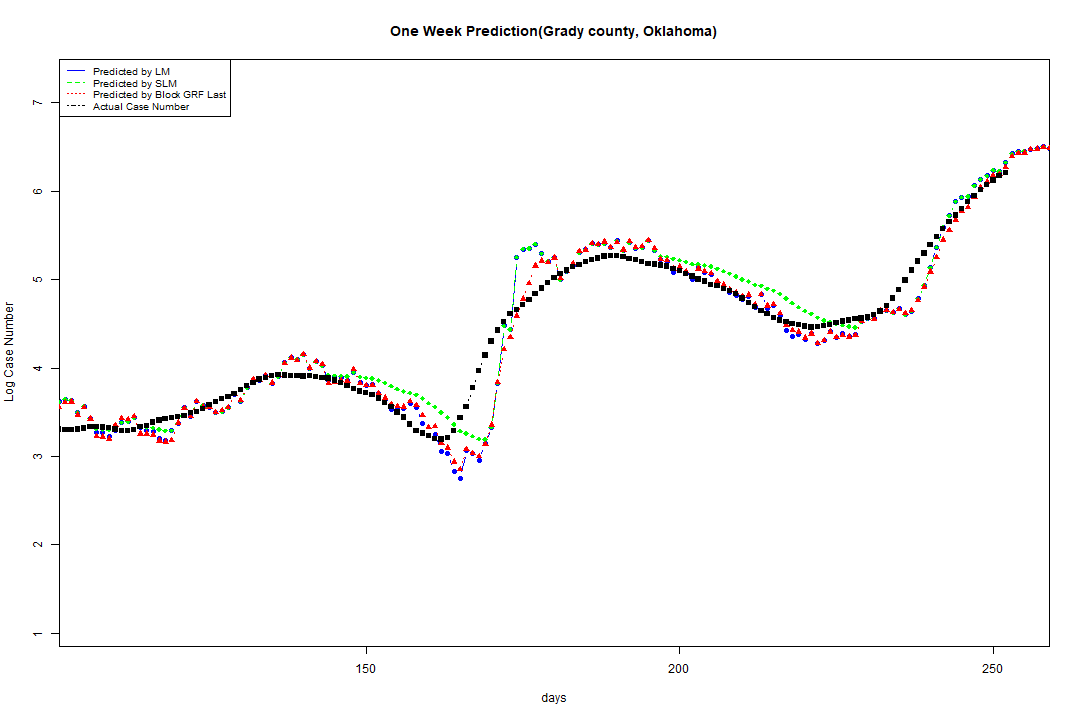 One Week Prediction(Grady county, Oklahoma)
Predicted by LM
Predicted by SLM
Predicted by Block GRF Last
Actual Case Number
7
6
5
4
3
2
1
Log Case Number
150 200 250
days